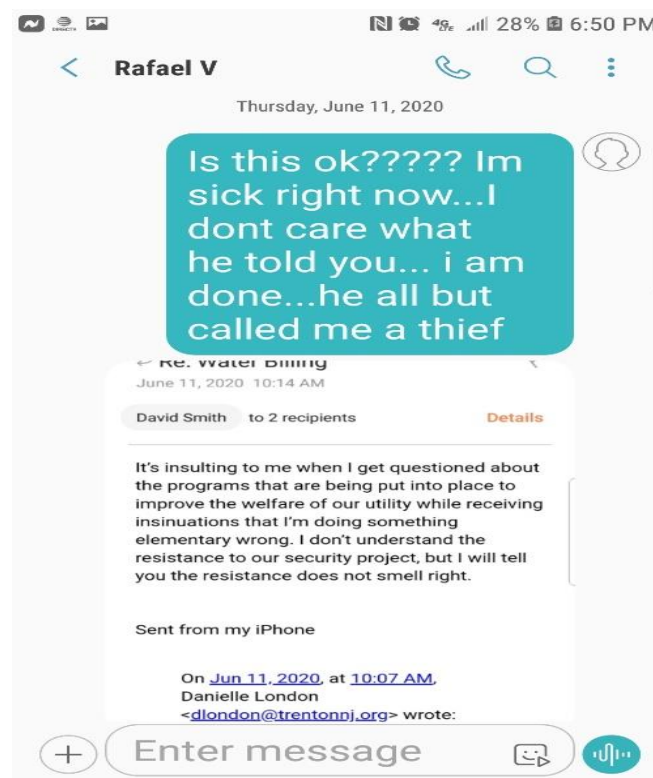 4G LTE 28% 6:50 PM
Rafael V
Thursday, June 11, 2020
Is this ok????? Im
sick right now...I
dont care what
he told you... i am
done...he all but
called me a thief
Re: Water Billing
June 11, 2020 10:14 AM
David Smith to 2 recipients Details
It's insulting to me when I get questioned about
the programs that are being put into place to
improve the welfare of our utility while receiving
insinuations that I'm doing something
elementary wrong. I don't understand the
resistance to our security project, but I will tell
you the resistance does not smell right.
Sent from my iPhone
On Jun 11, 2020, at 10:07 AM,
Danielle London
<dlondon@trentonnj.org> wrote:
Enter message